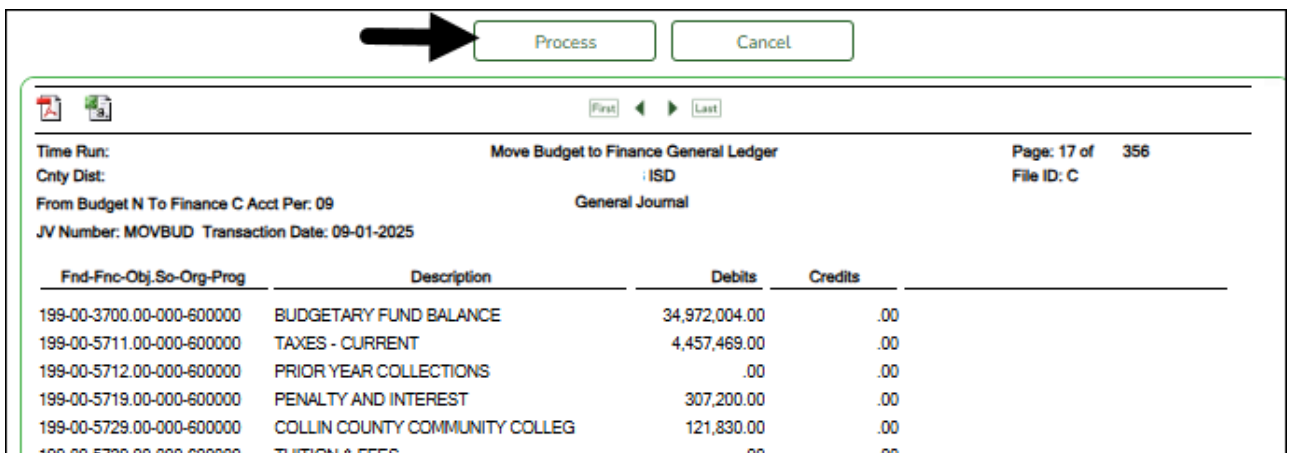 Process Cancel
First Last
Time Run: Move Budget to Finance General Ledger Page: 17 of 356
Cnty Dist: ISD File ID: C
From Budget N To Finance C Acct Per: 09 General Journal
JV Number: MOVBUD Transaction Date: 09-01-2025
Fnd-Fnc-Obj.So-Org-Prog Description Debits Credits
199-00-3700.00-000-600000 BUDGETARY FUND BALANCE 34,972,004.00 .00
199-00-5711.00-000-600000 TAXES - CURRENT 4,457,469.00 .00
199-00-5712.00-000-600000 PRIOR YEAR COLLECTIONS .00 .00
199-00-5719.00-000-600000 PENALTY AND INTEREST 307,200.00 .00
199-00-5729.00-000-600000 COLLIN COUNTY COMMUNITY COLLEG 121,830.00 .00